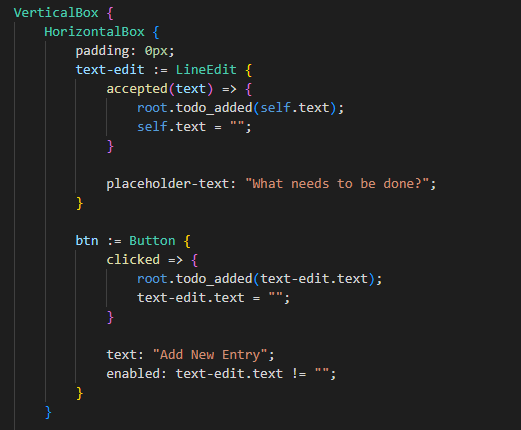 VerticalBox {
HorizontalBox {
padding: 0px;
text-edit := LineEdit {
accepted(text) => {
root.todo_added(self.text);
self.text = "";
}
placeholder-text: "What needs to be done?";
}
btn := Button {
clicked => {
root.todo_added(text-edit.text);
text-edit.text = "";
}
text: "Add New Entry";
enabled: text-edit.text != "";
}
}